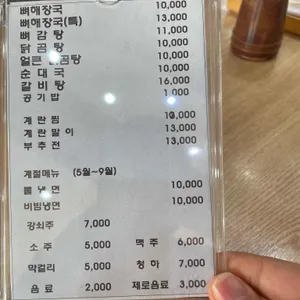 뼈해장국 10,000
뼈해장국(특) 13,000
뼈감탕 11,000
닭곰탕 10,000
얼큰 곰탕 10,000
순대국 10,000
갈비탕 16,000
공기밥 1,000
계란찜 10,000
계란말이 13,000
부추전 13,000
계절메뉴 (5월~9월)
물냉면 10,000
비빔냉면 10,000
강쇠주 7,000
소주 5,000 맥주 6,000
막걸리 5,000 청하 7,000
음료 2,000 제로음료 3,000